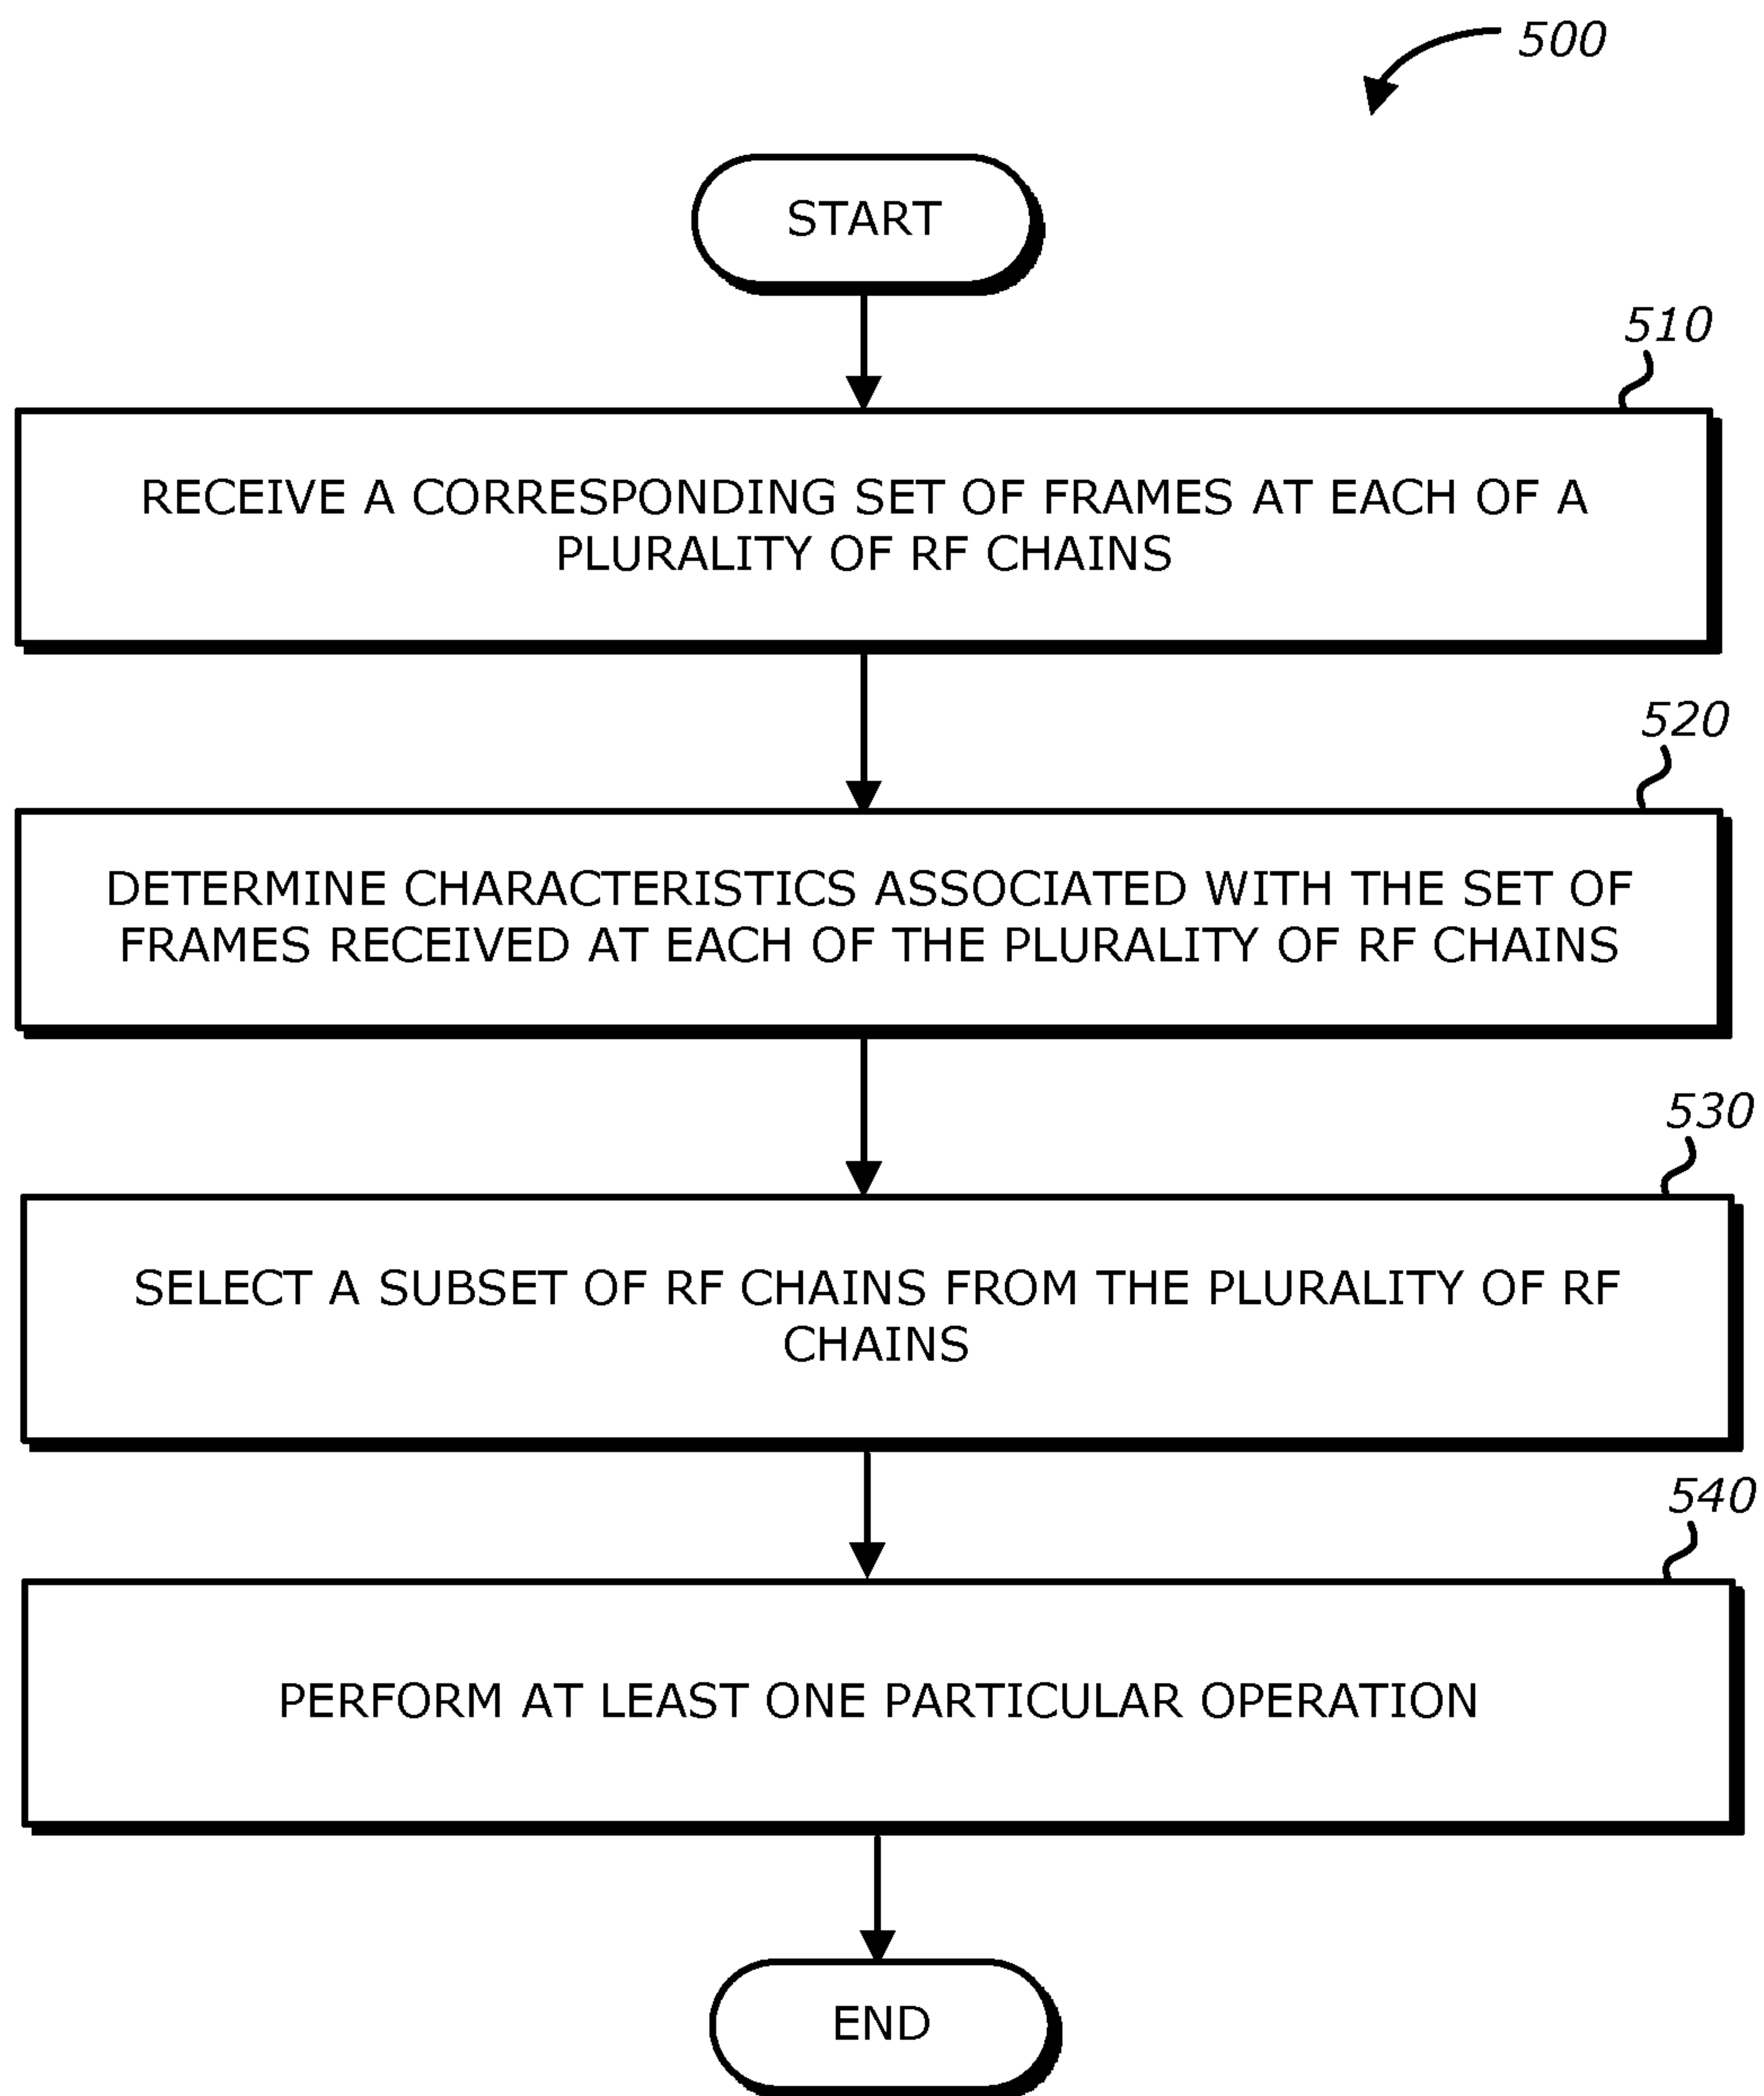 500
START
510
RECEIVE A CORRESPONDING SET OF FRAMES AT EACH OF A
PLURALITY OF RF CHAINS
520
DETERMINE CHARACTERISTICS ASSOCIATED WITH THE SET OF
FRAMES RECEIVED AT EACH OF THE PLURALITY OF RF CHAINS
530
SELECT A SUBSET OF RF CHAINS FROM THE PLURALITY OF RF
CHAINS
540
PERFORM AT LEAST ONE PARTICULAR OPERATION
END